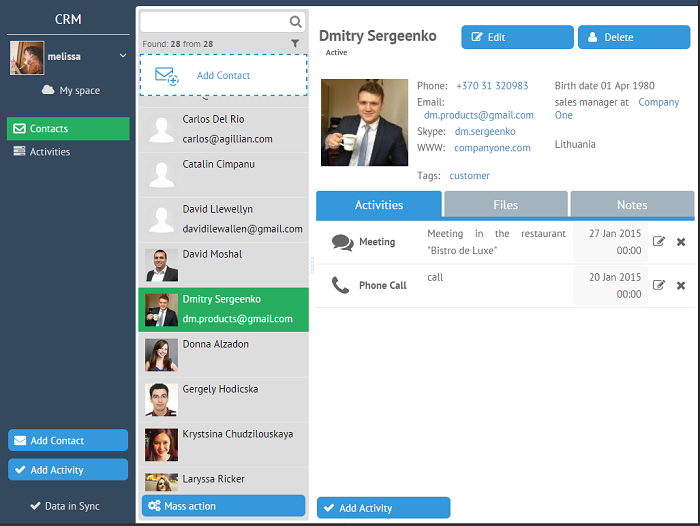 CRM
melissa
My space
Contacts
Activities
Add Contact
Add Activity
Data in Sync
Found: 28 from 28
Add Contact
Carlos Del Rio
carlos@agillian.com
Catalin Cimpanu
David Llewellyn
davidilewallen@gmail.com
David Moshal
Dmitry Sergeenko
dm.products@gmail.com
Donna Alzadon
Gergely Hodicska
Krystsina Chudzilouskaya
Laryssa Ricker
Mass action
Dmitry Sergeenko
Active
Edit
Delete
Phone: +370 31 320983
Email:
dm.products@gmail.com
Skype: dm.sergeenko
WWW: companyone.com
Tags: customer
Birth date 01 Apr 1980
sales manager at Company
One
Lithuania
Activities
Files
Notes
Meeting
Meeting in the restaurant
"Bistro de Luxe"
27 Jan 2015
00:00
Phone Call
call
20 Jan 2015
00:00
Add Activity